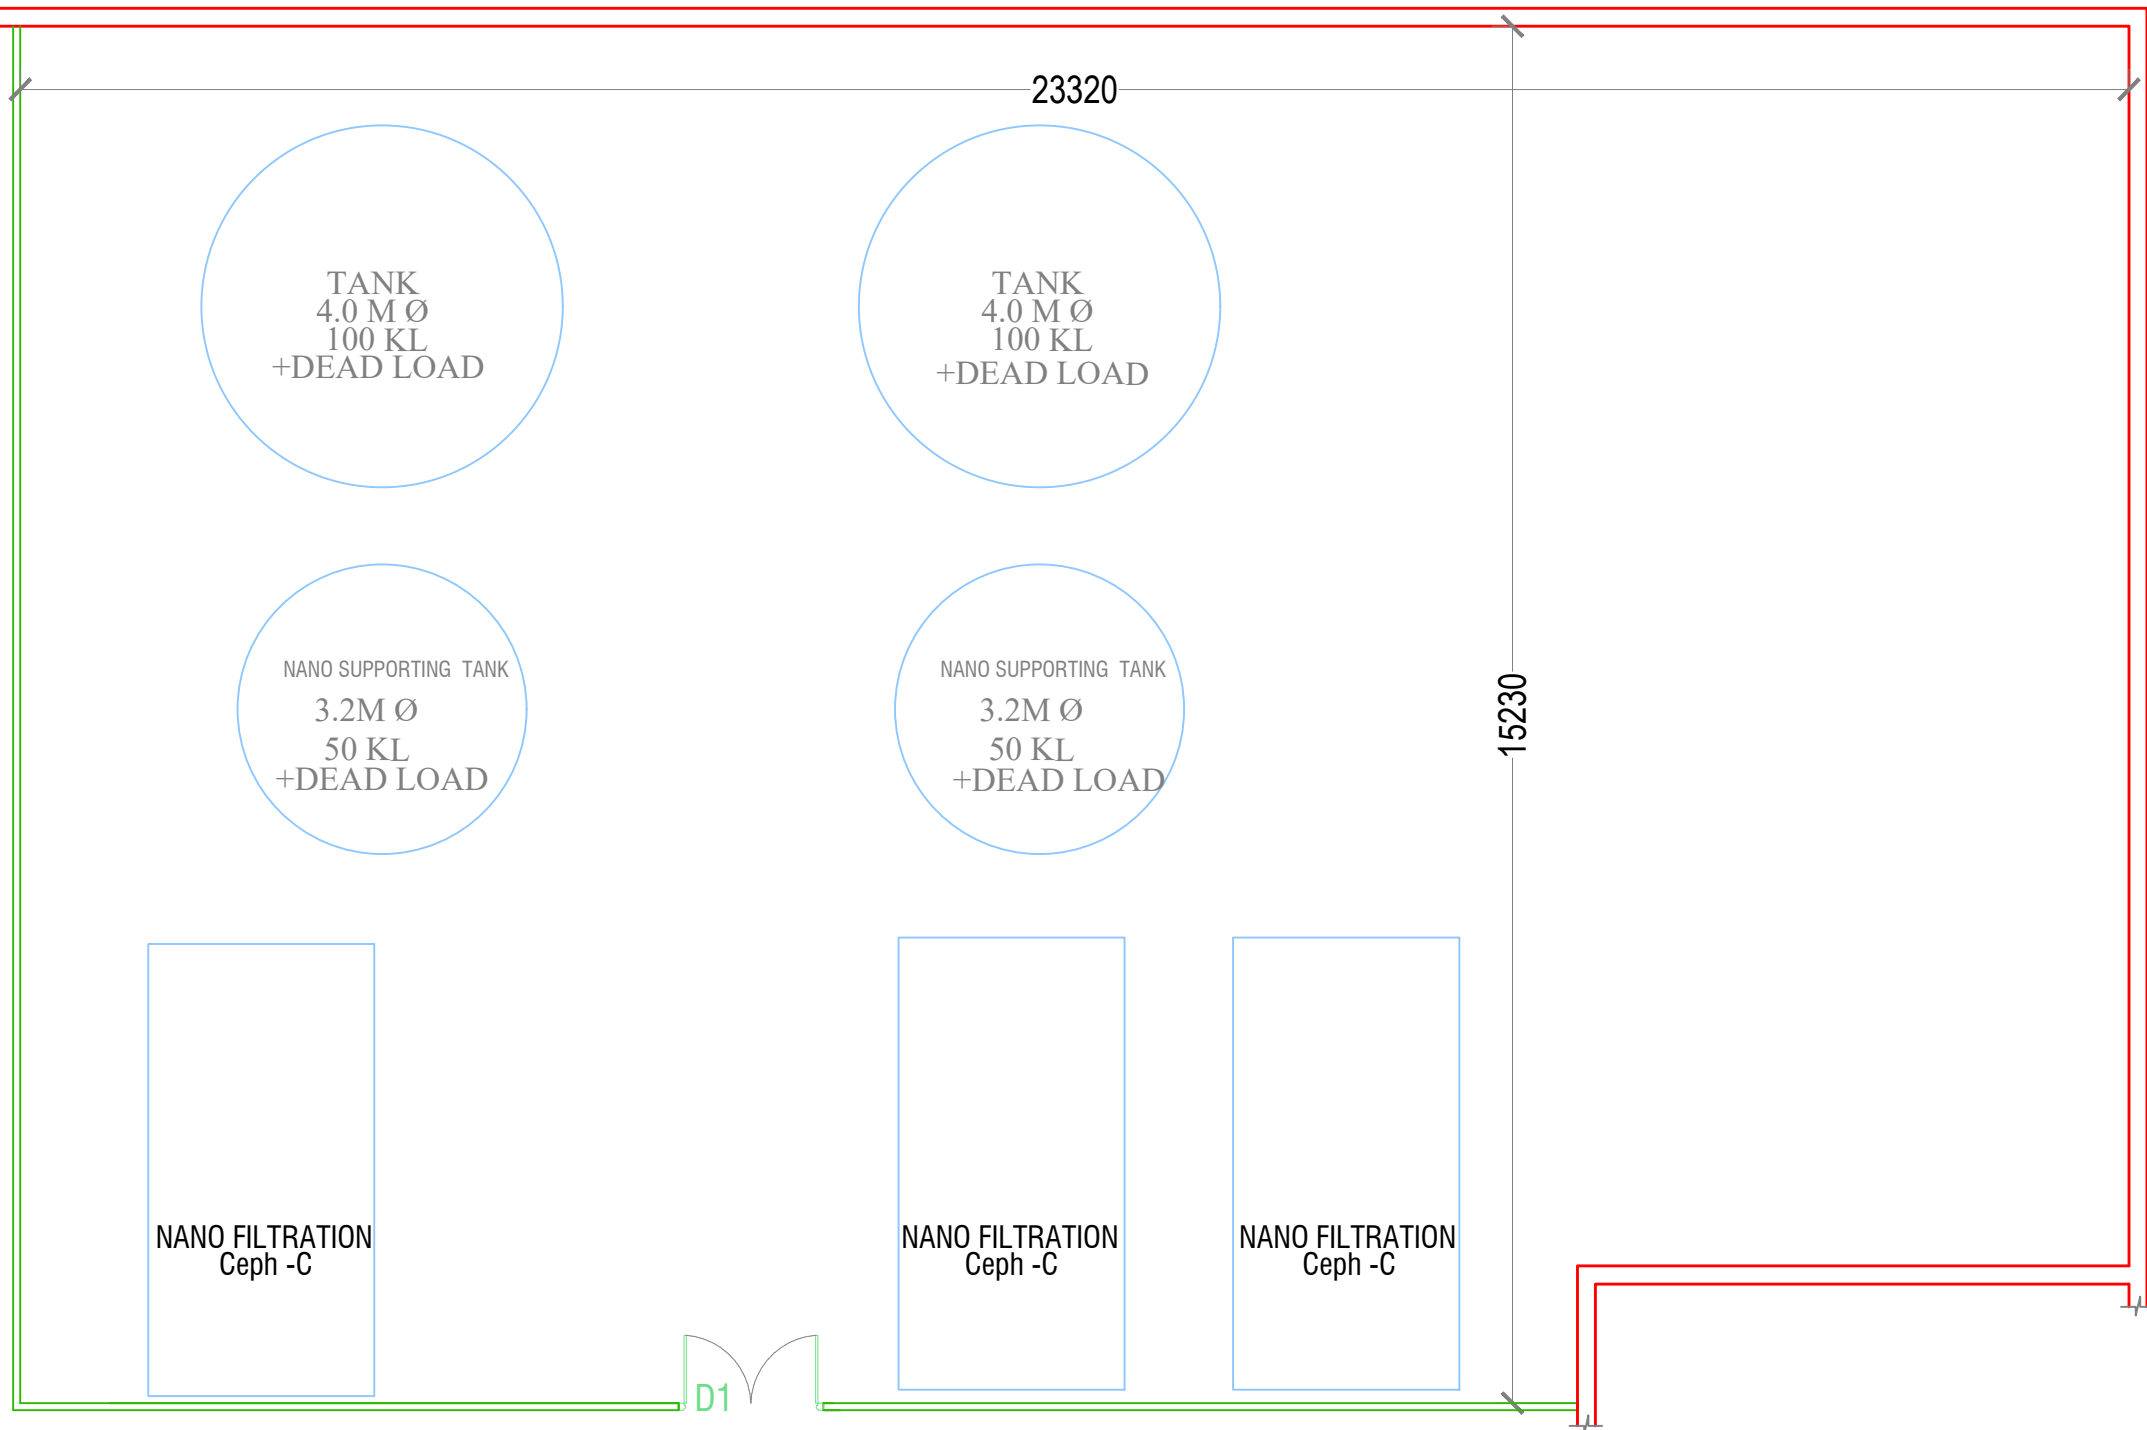 23320
TANK
4.0 M Ø
100 KL
+DEAD LOAD
TANK
4.0 M Ø
100 KL
+DEAD LOAD
NANO SUPPORTING TANK
3.2M Ø
50 KL
+DEAD LOAD
NANO SUPPORTING TANK
3.2M Ø
50 KL
+DEAD LOAD
15230
NANO FILTRATION
Ceph -C
NANO FILTRATION
Ceph -C
NANO FILTRATION
Ceph -C
D1